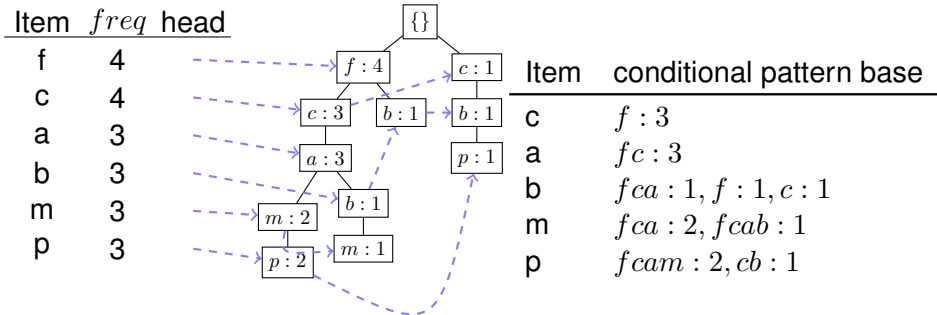 Item freq head
f 4
c 4
a 3
b 3
m 3
p 3
{}
f : 4
c : 1
c : 3
b : 1
b : 1
a : 3
p : 1
m : 2
b : 1
p : 2
m : 1
Item conditional pattern base
c f : 3
a fc : 3
b fca : 1, f : 1, c : 1
m fca : 2, fcab : 1
p fcam : 2, cb : 1